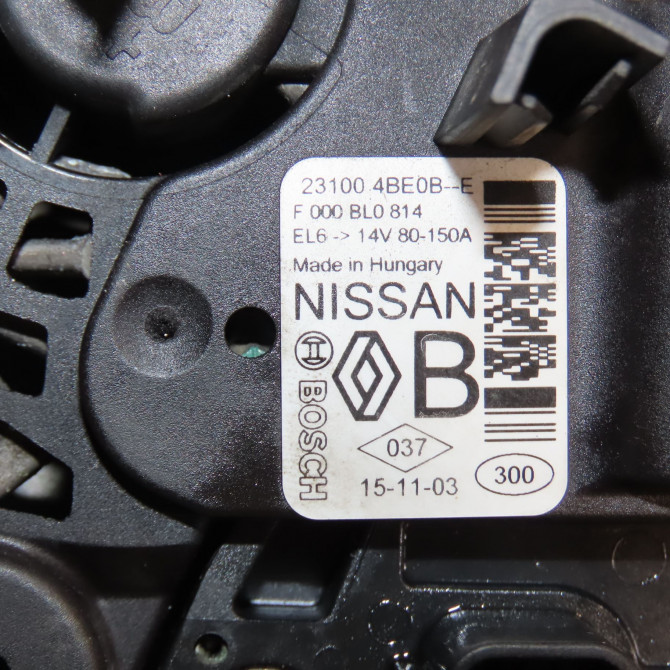 23100 4BE0B--E
F 000 BL0 814
EL6 -> 14V 80-150A
Made in Hungary
NISSAN
B
BOSCH
037
15-11-03
300